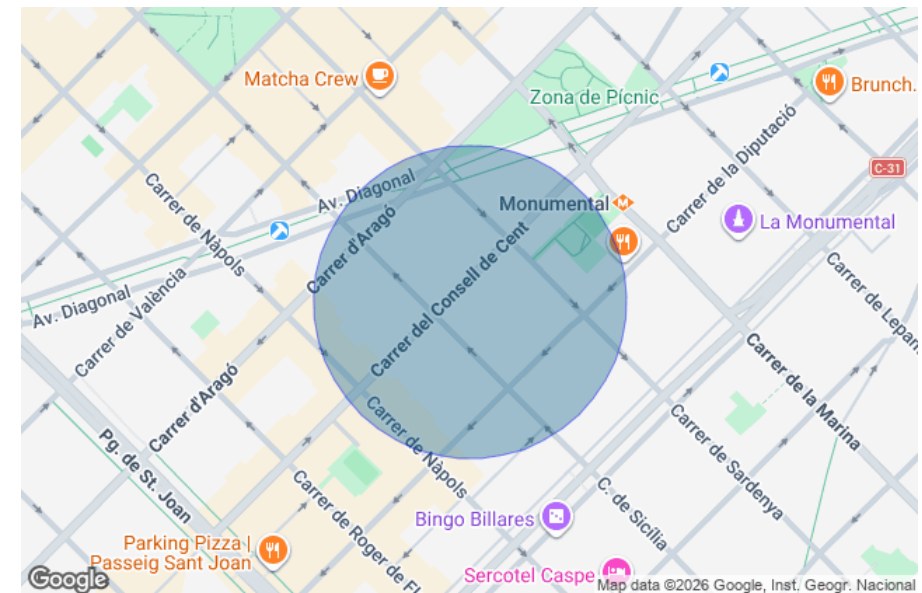 Matcha Crew
Zona de Pícnic
Brunch.
Carrer de la Diputació
C-31
Av. Diagonal
Carrer de Nàpols
Monumental
La Monumental
Carrer d'Aragó
Carrer del Consell de Cent
Carrer de València
Av. Diagonal
Carrer de Lepan
Carrer de la Marina
Carrer d'Aragó
Carrer de Nàpols
Carrer de Sardenya
Pg. de St. Joan
Carrer de Roger de Fl
C. de Sicília
Bingo Billares
Parking Pizza |
Passeig Sant Joan
Sercotel Caspe
Google
Map data ©2026 Google, Inst. Geogr. Nacional